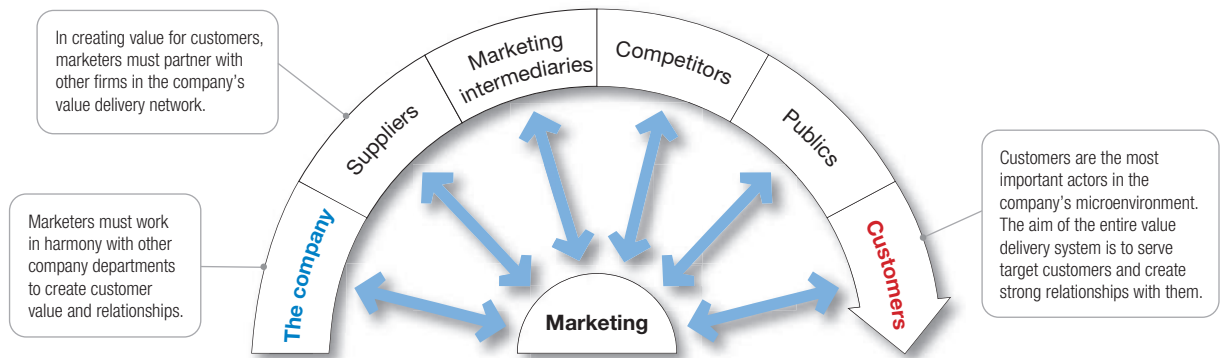 In creating value for customers,
marketers must partner with
other firms in the company's
value delivery network.
Marketers must work
in harmony with other
company departments
to create customer
value and relationships.
The company
Suppliers
Marketing
intermediaries
Competitors
Publics
Customers
Marketing
Customers are the most
important actors in the
company's microenvironment.
The aim of the entire value
delivery system is to serve
target customers and create
strong relationships with them.